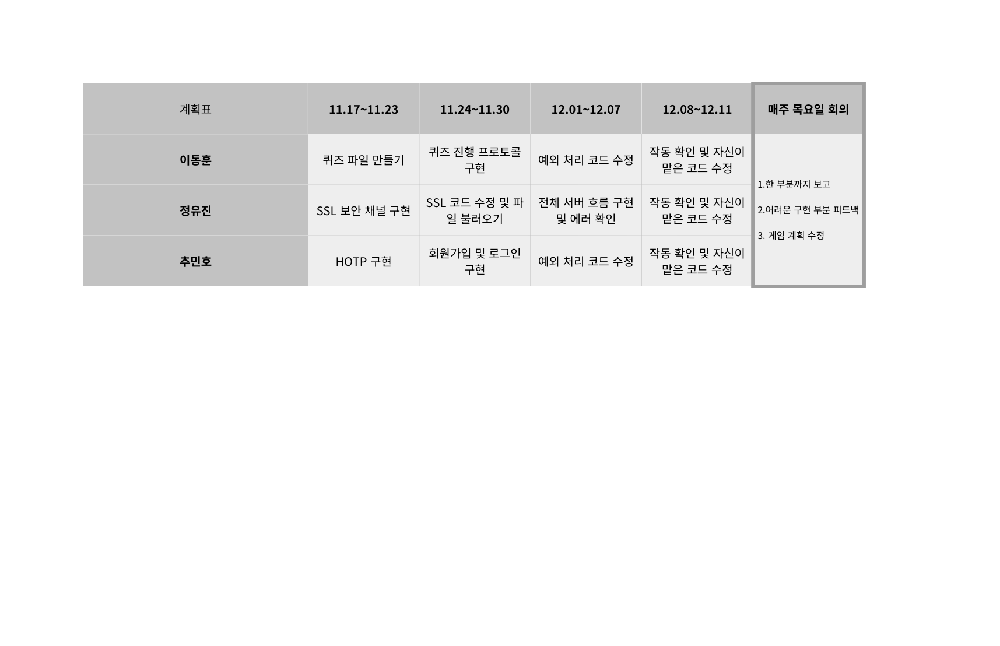 계획표 11.17~11.23 11.24~11.30 12.01~12.07 12.08~12.11 매주 목요일 회의
이동훈
퀴즈 파일 만들기
퀴즈 진행 프로토콜
구현
예외 처리 코드 수정
작동 확인 및 자신이
맡은 코드 수정
정유진
SSL 보안 채널 구현
SSL 코드 수정 및 파
일 불러오기
전체 서버 흐름 구현
및 에러 확인
작동 확인 및 자신이
맡은 코드 수정
추민호
HOTP 구현
회원가입 및 로그인
구현
예외 처리 코드 수정
작동 확인 및 자신이
맡은 코드 수정
1.한 부분까지 보고
2.어려운 구현 부분 피드백
3. 게임 계획 수정